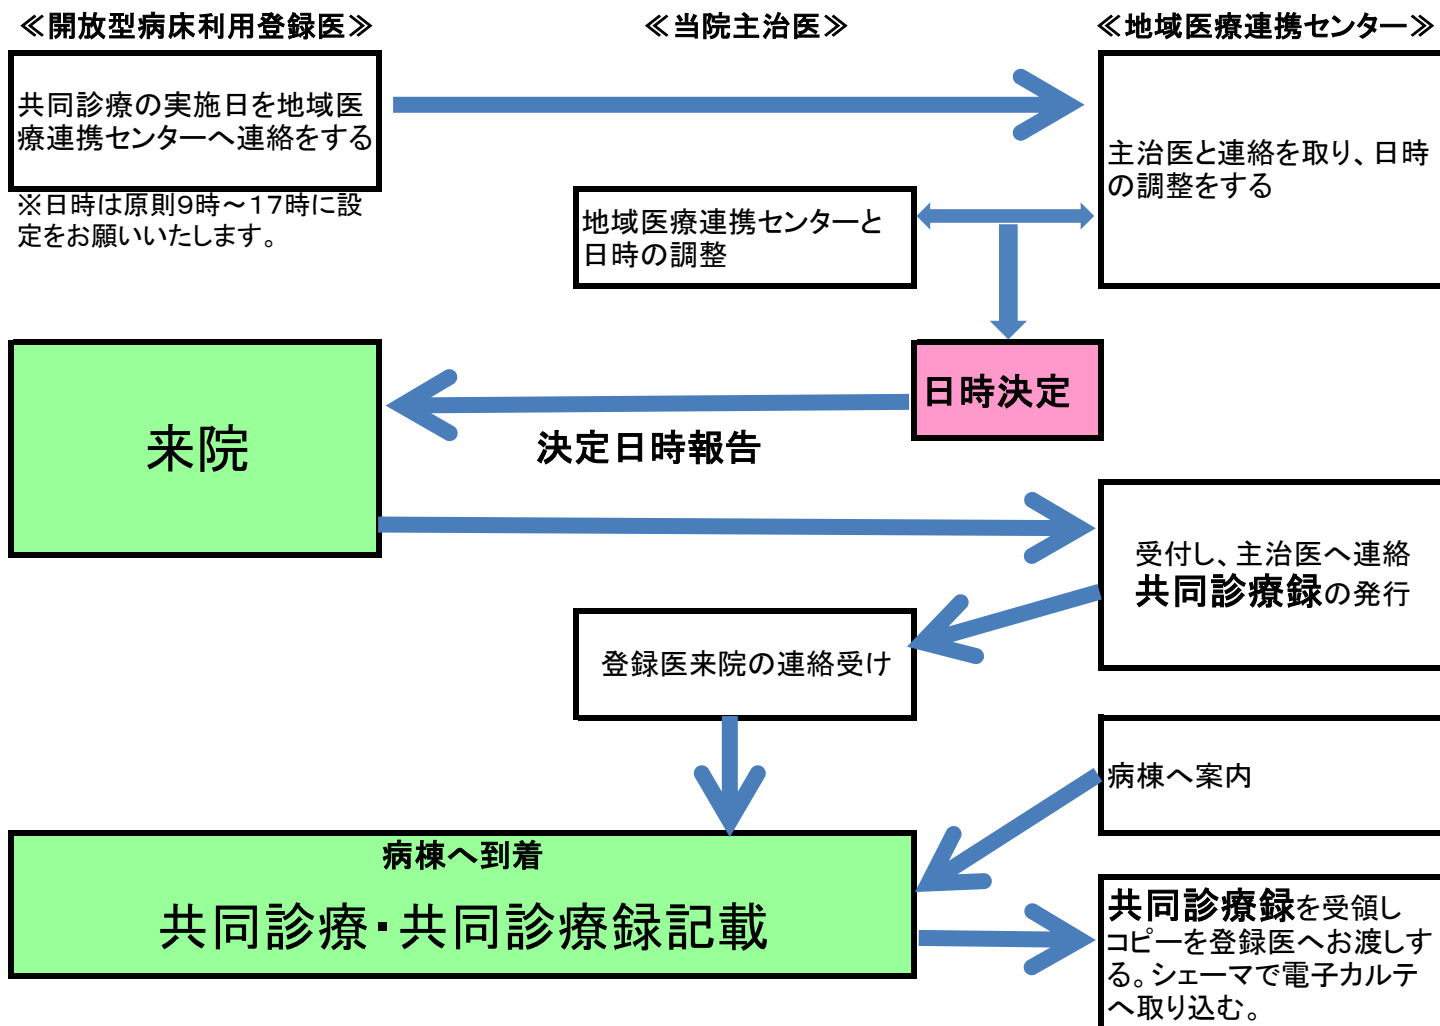 ≪開放型病床利用登録医≫
≪当院主治医≫
≪地域医療連携センター≫
共同診療の実施日を地域医
療連携センターへ連絡をする
※日時は原則9時～17時に設
定をお願いいたします。
主治医と連絡を取り、日時
の調整をする
地域医療連携センターと
日時の調整
日時決定
決定日時報告
来院
受付し、主治医へ連絡
共同診療録の発行
登録医来院の連絡受け
病棟へ案内
病棟へ到着
共同診療・共同診療録記載
共同診療録を受領し
コピーを登録医へお渡しす
る。シェーマで電子カルテ
へ取り込む。